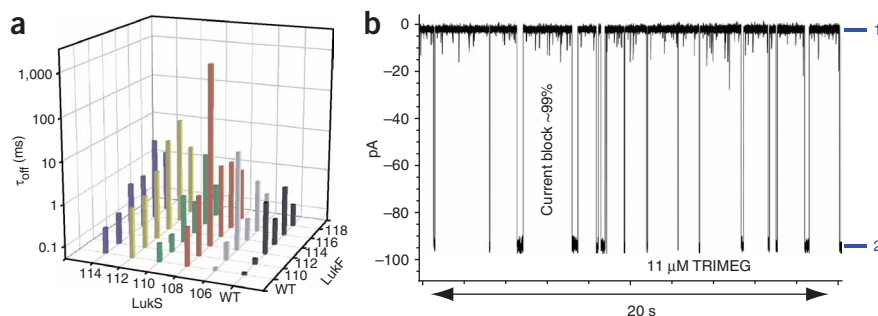 a
1,000
100
10
1
0.1
τoff (ms)
114
112
110
108
106
WT
LukS
WT
110
112
114
116
118
LukF
b
0
−20
−40
−60
−80
−100
pA
Current block ~99%
11 μM TRIMEG
20 s
1
2